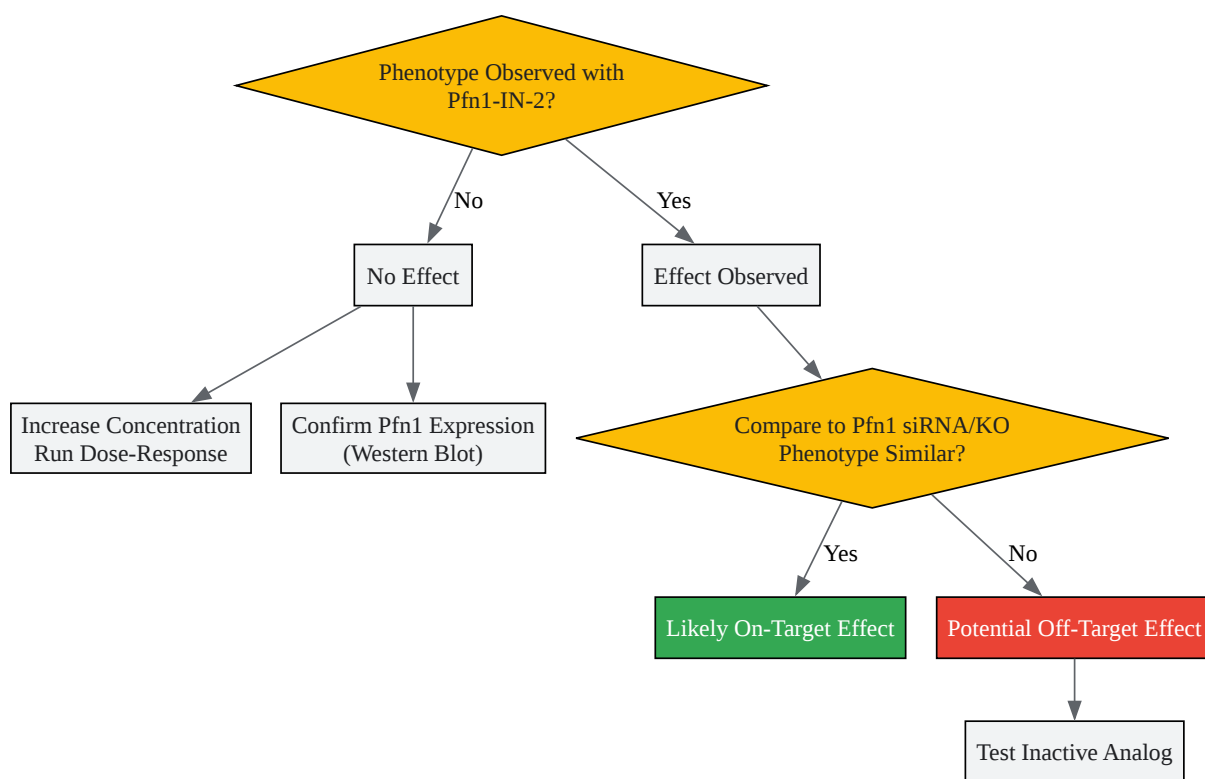 Phenotype Observed with
Pfn1-IN-2?
No
Yes
No Effect
Effect Observed
Increase Concentration
Run Dose-Response
Confirm Pfn1 Expression
(Western Blot)
Compare to Pfn1 siRNA/KO
Phenotype Similar?
Yes
No
Likely On-Target Effect
Potential Off-Target Effect
Test Inactive Analog